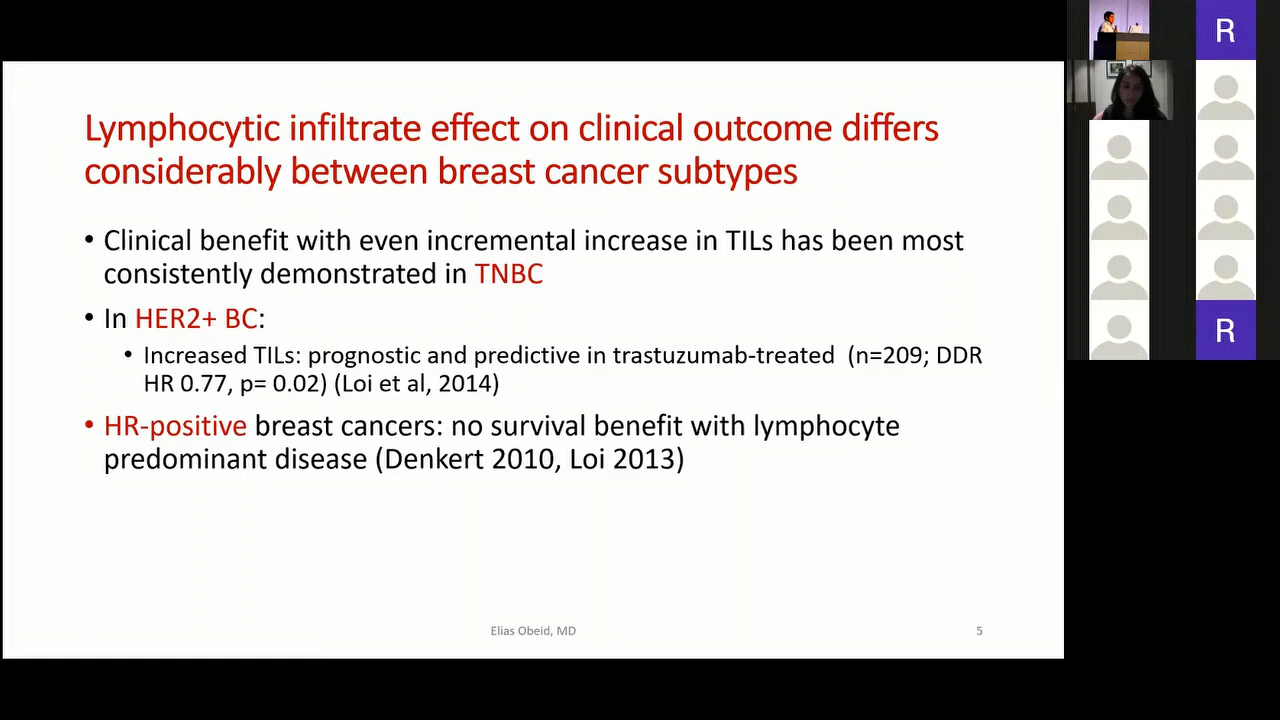 Lymphocytic infiltrate effect on clinical outcome differs
considerably between breast cancer subtypes
• Clinical benefit with even incremental increase in TILs has been most
consistently demonstrated in TNBC
• In HER2+ BC:
• Increased TILs: prognostic and predictive in trastuzumab-treated (n=209; DDR
HR 0.77, p= 0.02) (Loi et al, 2014)
• HR-positive breast cancers: no survival benefit with lymphocyte
predominant disease (Denkert 2010, Loi 2013)
Elias Obeid, MD
5
R
R